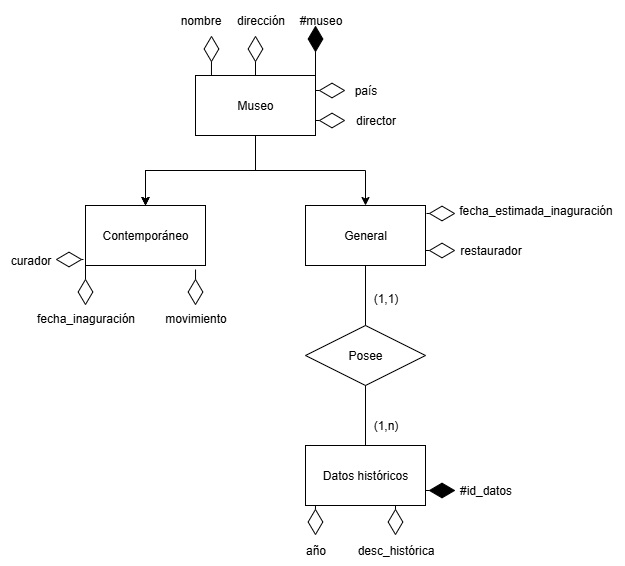 nombre
dirección
#museo
Museo
país
director
Contemporáneo
General
fecha_estimada_inaguración
restaurador
curador
fecha_inaguración
movimiento
(1,1)
Posee
(1,n)
Datos históricos
#id_datos
año
desc_histórica